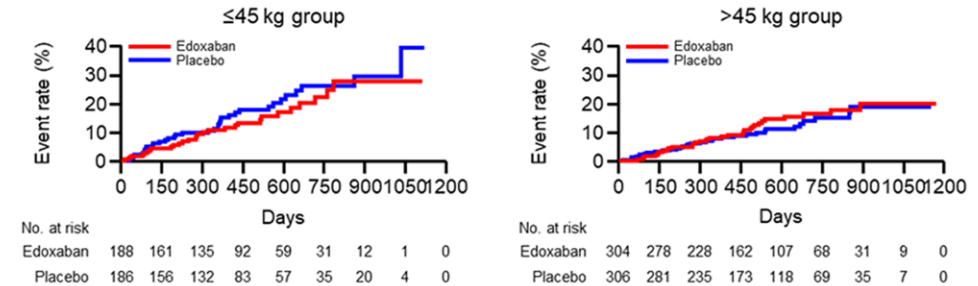 ≤45 kg group
Event rate (%)
40
30
20
10
0
Edoxaban
Placebo
0 150 300 450 600 750 900 1050 1200
Days
No. at risk
Edoxaban 188 161 135 92 59 31 12 1 0
Placebo 186 156 132 83 57 35 20 4 0
>45 kg group
Event rate (%)
40
30
20
10
0
Edoxaban
Placebo
0 150 300 450 600 750 900 1050 1200
Days
No. at risk
Edoxaban 304 278 228 162 107 68 31 9 0
Placebo 306 281 235 173 118 69 35 7 0